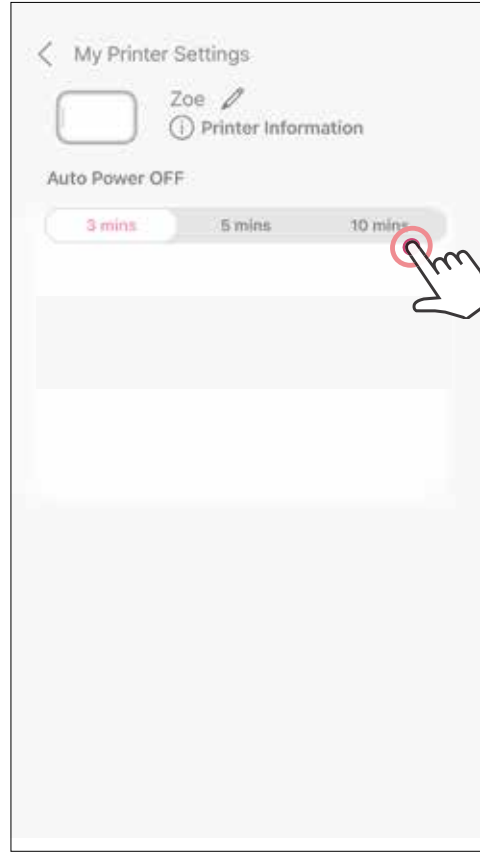 My Printer Settings
Zoe
Printer Information
Auto Power OFF
3 mins 5 mins 10 mins